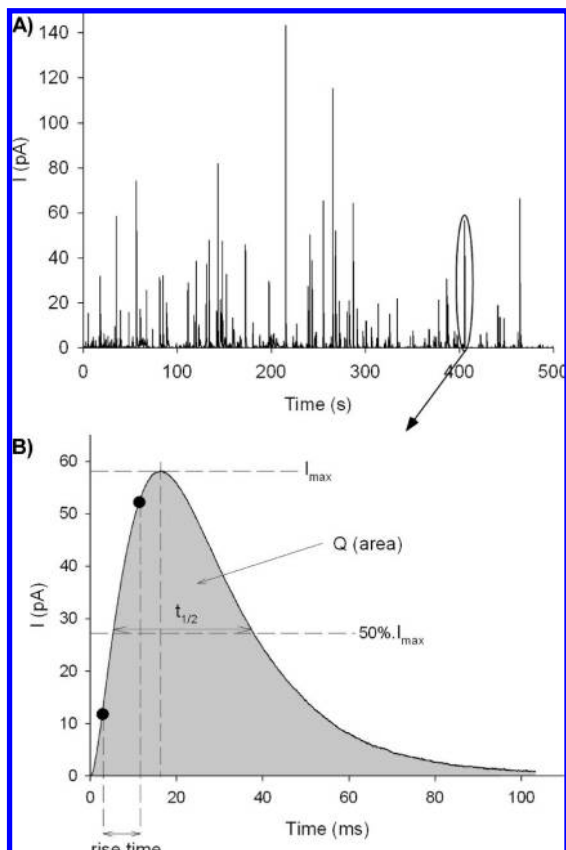 A)
140
120
100
80
60
40
20
0
I (pA)
0 100 200 300 400 500
Time (s)
B)
60
50
40
30
20
10
0
I (pA)
Imax
Q (area)
t1/2
50%.Imax
0 20 40 60 80 100
Time (ms)
rise time